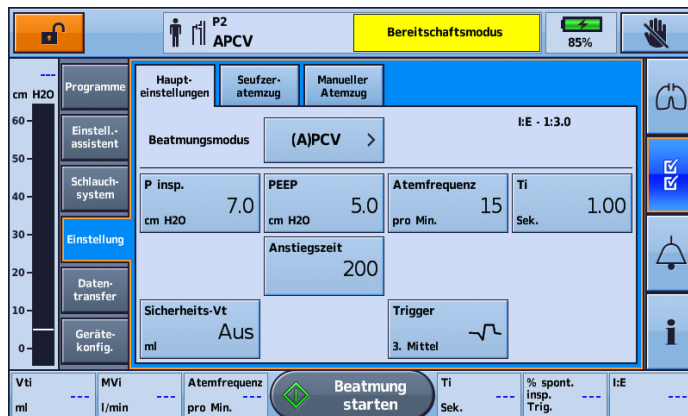 P2
APCV
Bereitschaftsmodus
85%
---
cm H2O
60
50
40
30
20
10
0
Programme
Einstell.-
assistent
Schlauch-
system
Einstellung
Daten-
transfer
Geräte-
konfig.
Haupt-
einstellungen
Seufzer-
atemzug
Manueller
Atemzug
I:E - 1:3.0
Beatmungsmodus
(A)PCV >
P insp.
7.0
cm H2O
PEEP
5.0
cm H2O
Atemfrequenz
15
pro Min.
Ti
1.00
Sek.
Anstiegszeit
200
Sicherheits-Vt
Aus
ml
Trigger
3. Mittel
i
Vti
---
ml
MVi
---
l/min
Atemfrequenz
---
pro Min.
Beatmung
starten
Ti
---
Sek.
% spont.
insp.
Trig.
---
I:E
---